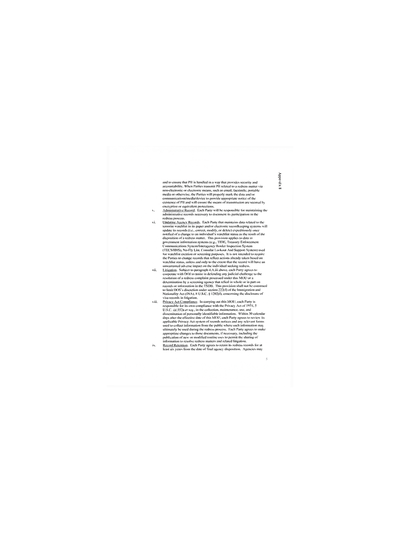 and to ensure that PII is handled in a way that provides security and
accountability. When Parties transmit PII related to a redress matter via
non-electronic or electronic means, such as email, facsimile, portable
media or otherwise, the Parties will properly mark the data and/or
communications/media/device to provide appropriate notice of the
existence of PII and will ensure the means of transmission are secured by
encryption or equivalent protections.
v. Administrative Record. Each Party will be responsible for maintaining the
administrative records necessary to document its participation in the
redress process.
vi. Updating Agency Records. Each Party that maintains data related to the
terrorist watchlist in its paper and/or electronic recordkeeping systems will
update its records (i.e., correct, modify, or delete) expeditiously once
notified of a change to an individual's watchlist status as the result of the
disposition of a redress matter. This provision applies to data in
government information systems (e.g., TIDE, Treasury Enforcement
Communications System/Interagency Border Inspection System
(TECS/IBIS), No-Fly List, Consular Lookout And Support System) used
for watchlist creation or screening purposes. It is not intended to require
the Parties to change records that reflect actions already taken based on
watchlist status, unless and only to the extent that the record will have an
unwarranted adverse impact on the individual seeking redress.
vii. Litigation. Subject to paragraph 4.A.iii above, each Party agrees to
cooperate with DOJ to assist in defending any judicial challenge to the
resolution of a redress complaint processed under this MOU or a
determination by a screening agency that relied in whole or in part on
records or information in the TSDB. This provision shall not be construed
to limit DOS's discretion under section 222(f) of the Immigration and
Nationality Act (INA), 8 U.S.C. § 1202(f), concerning the disclosure of
visa records in litigation.
viii. Privacy Act Compliance. In carrying out this MOU, each Party is
responsible for its own compliance with the Privacy Act of 1974, 5
U.S.C. § 552a et seq., in the collection, maintenance, use, and
dissemination of personally identifiable information. Within 30 calendar
days after the effective date of this MOU, each Party agrees to review its
applicable Privacy Act system of records notices and any relevant forms
used to collect information from the public where such information may
ultimately be used during the redress process. Each Party agrees to make
appropriate changes to those documents, if necessary, including the
publication of new or modified routine uses to permit the sharing of
information to resolve redress matters and related litigation.
ix. Record Retention. Each Party agrees to retain its redress records for at
least six years from the date of final agency disposition. Agencies may